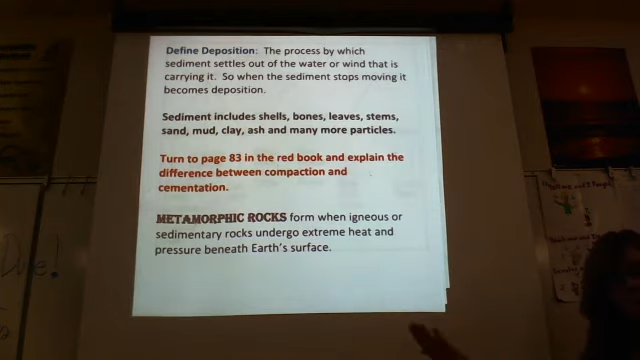 Define Deposition: The process by which
sediment settles out of the water or wind that is
carrying it. So when the sediment stops moving it
becomes deposition.
Sediment includes shells, bones, leaves, stems,
sand, mud, clay, ash and many more particles.
Turn to page 83 in the red book and explain the
difference between compaction and
cementation.
METAMORPHIC ROCKS form when igneous or
sedimentary rocks undergo extreme heat and
pressure beneath Earth's surface.
Due!